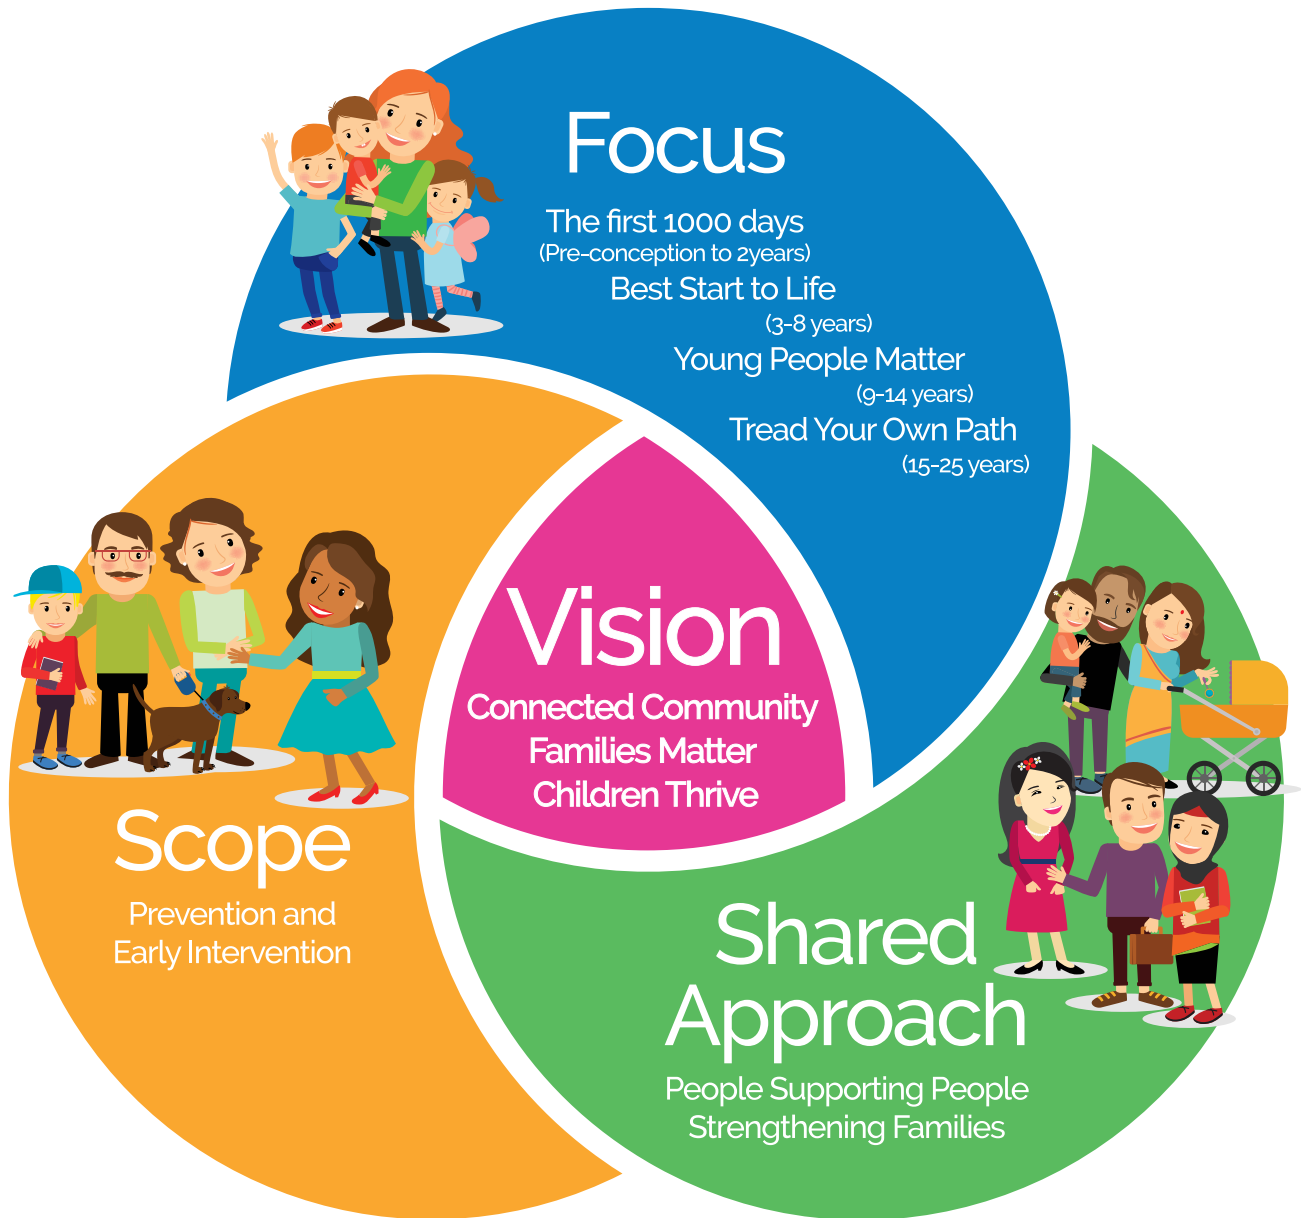 Focus
The first 1000 days
(Pre-conception to 2years)
Best Start to Life
(3-8 years)
Young People Matter
(9-14 years)
Tread Your Own Path
(15-25 years)
Vision
Connected Community
Families Matter
Children Thrive
Scope
Prevention and
Early Intervention
Shared
Approach
People Supporting People
Strengthening Families